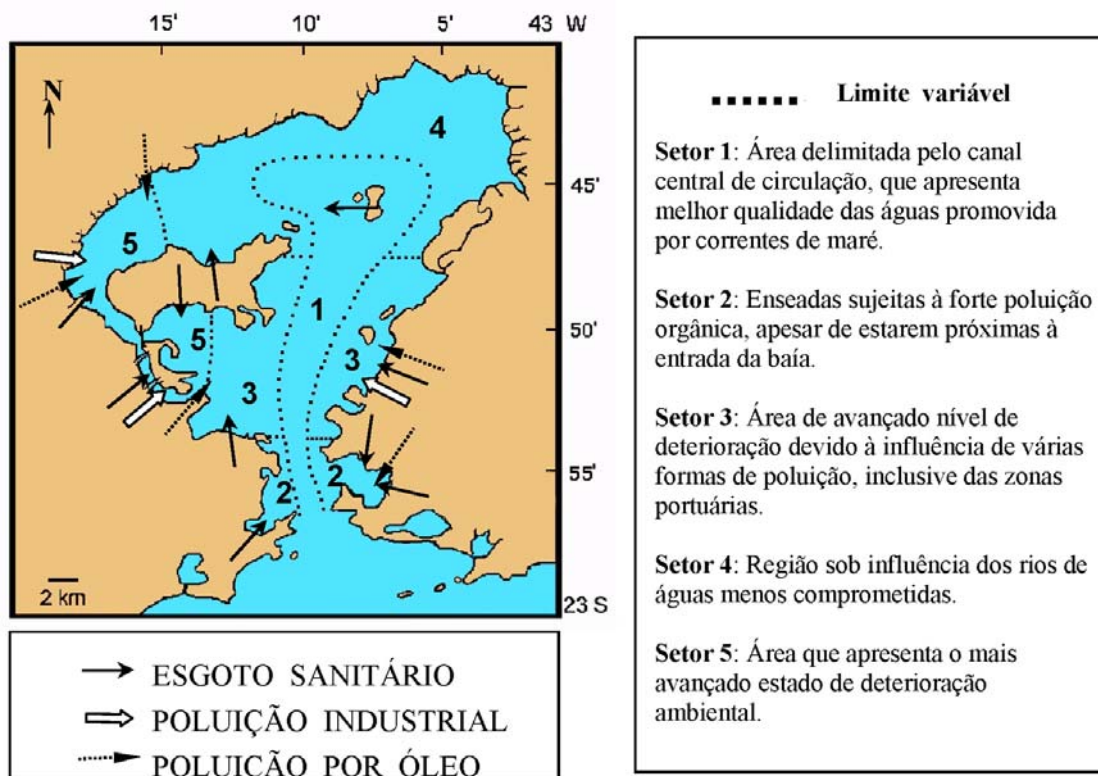 15' 10' 5' 43 W
N
4
45'
5
1
50'
5
3
3
55'
2
2
2 km
23 S
ESGOTO SANITÁRIO
POLUIÇÃO INDUSTRIAL
POLUIÇÃO POR ÓLEO
Limite variável
Setor 1: Área delimitada pelo canal
central de circulação, que apresenta
melhor qualidade das águas promovida
por correntes de maré.
Setor 2: Enseadas sujeitas à forte poluição
orgânica, apesar de estarem próximas à
entrada da baía.
Setor 3: Área de avançado nível de
deterioração devido à influência de várias
formas de poluição, inclusive das zonas
portuárias.
Setor 4: Região sob influência dos rios de
águas menos comprometidas.
Setor 5: Área que apresenta o mais
avançado estado de deterioração
ambiental.